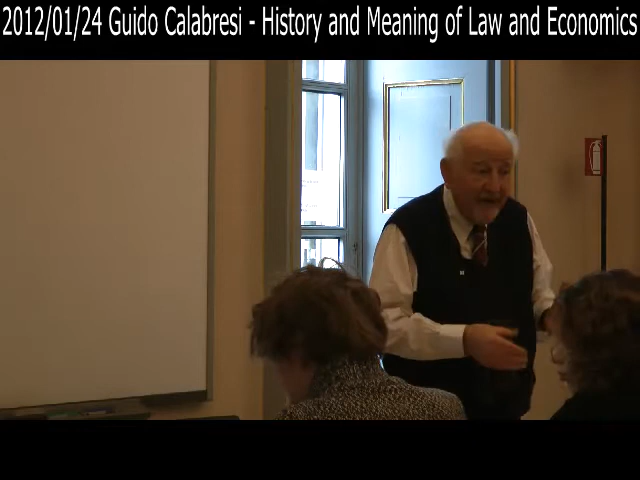 2012/01/24 Guido Calabresi - History and Meaning of Law and Economics